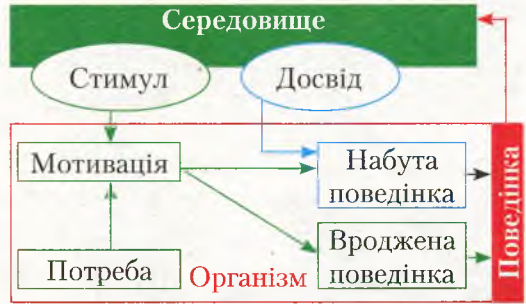 Середовище
Стимул
Досвід
Мотивація
Набута
поведінка
Потреба
Організм
Вроджена
поведінка
Поведінка